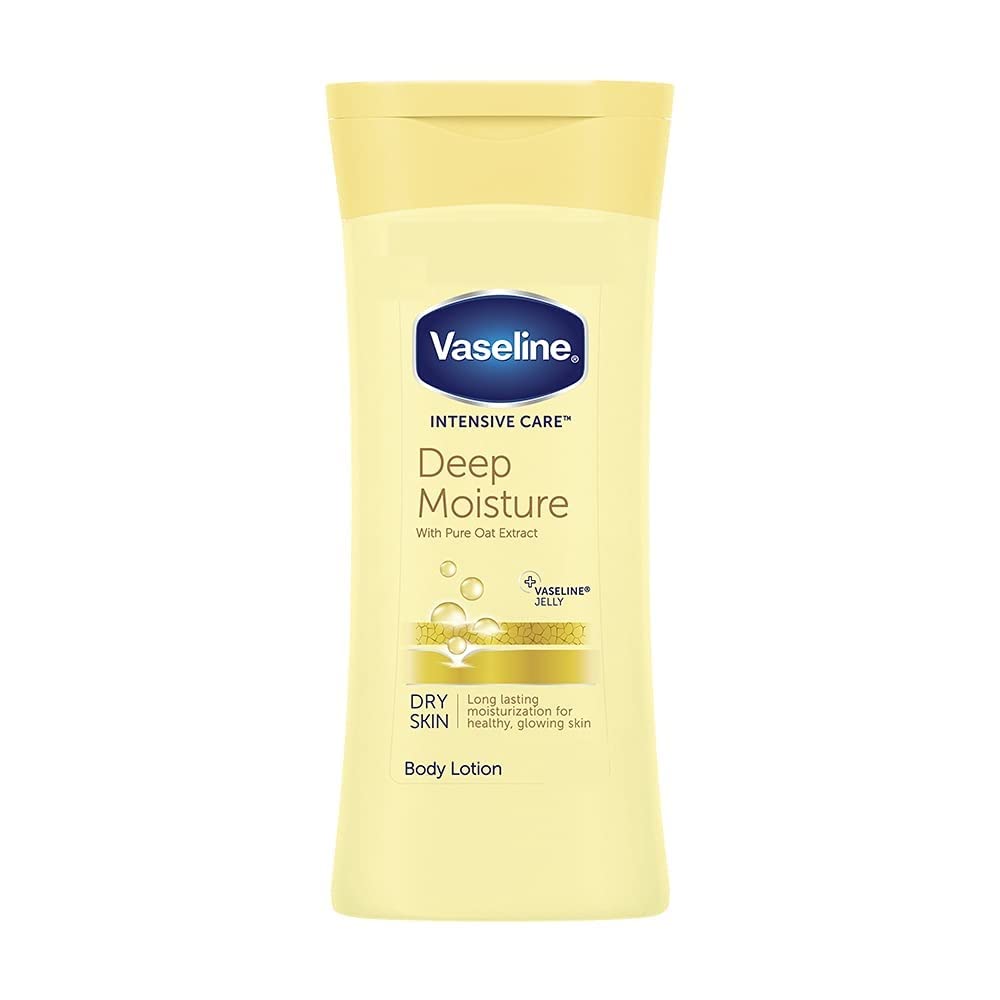 Vaseline®
INTENSIVE CARE™
Deep
Moisture
With Pure Oat Extract
VASELINE®
JELLY
DRY
SKIN
Long lasting
moisturization for
healthy, glowing skin
Body Lotion